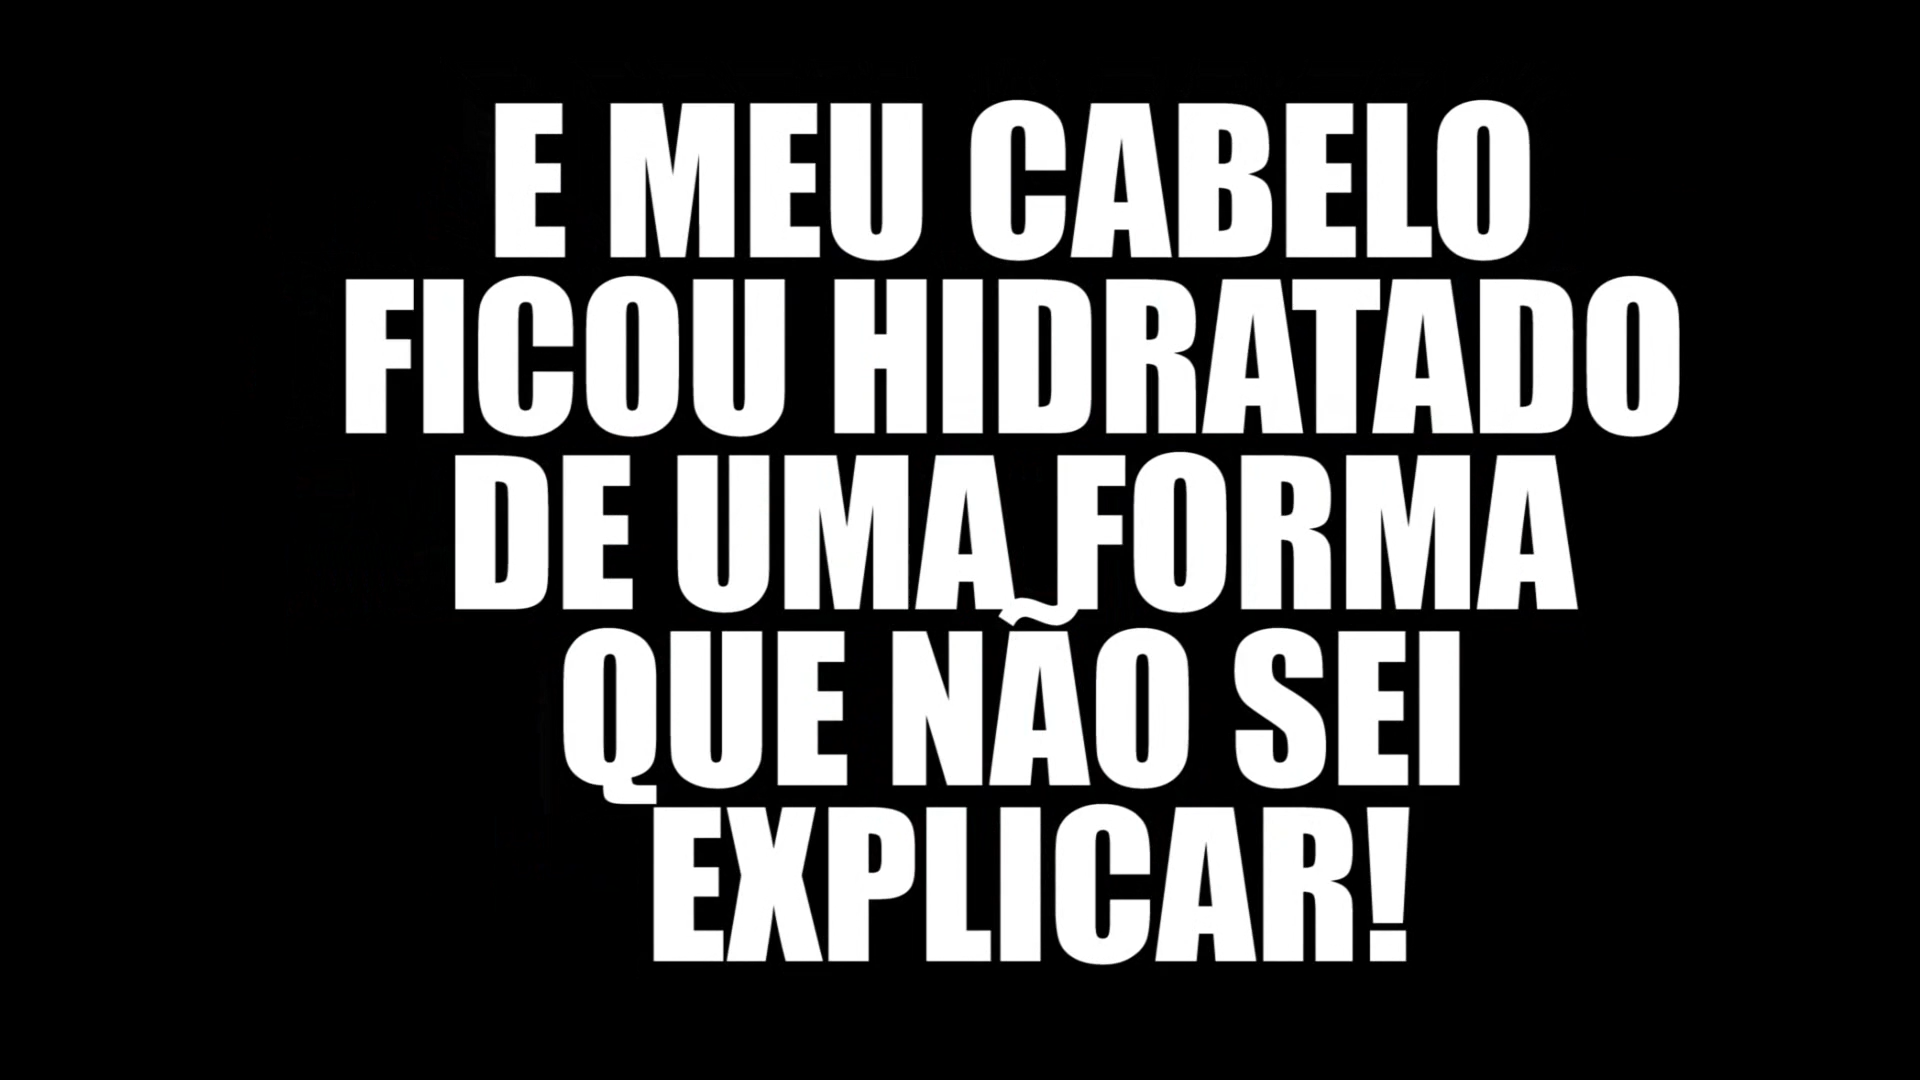 E MEU CABELO
FICOU HIDRATADO
DE UMA FORMA
QUE NÃO SEI
EXPLICAR!